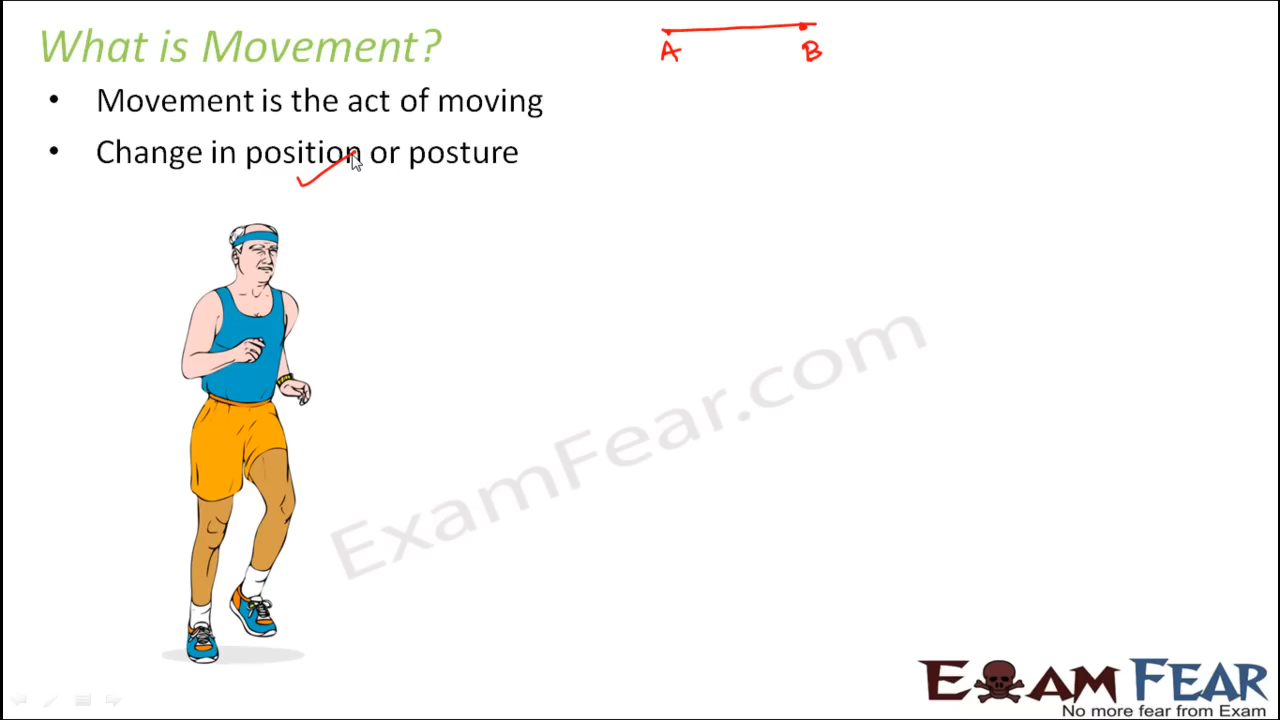 What is Movement?
A B
• Movement is the act of moving
• Change in position or posture
ExamFear.com
EXAM FEAR
No more fear from Exam